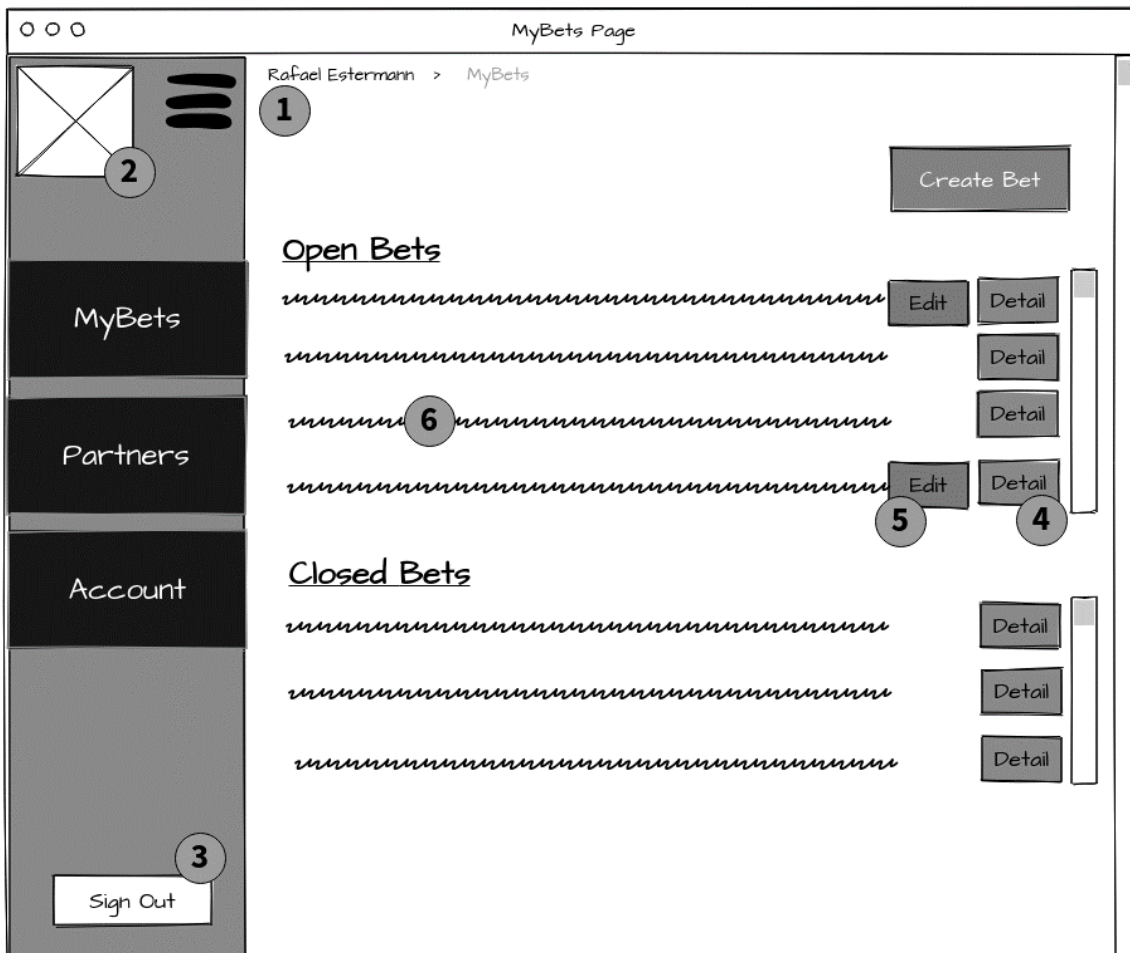 MyBets Page
Rafael Estermann > MyBets
1
2
Create Bet
Open Bets
MyBets
Edit Detail
Detail
6 Detail
Partners
Edit Detail
5 4
Closed Bets
Account
Detail
Detail
Detail
3
Sign Out